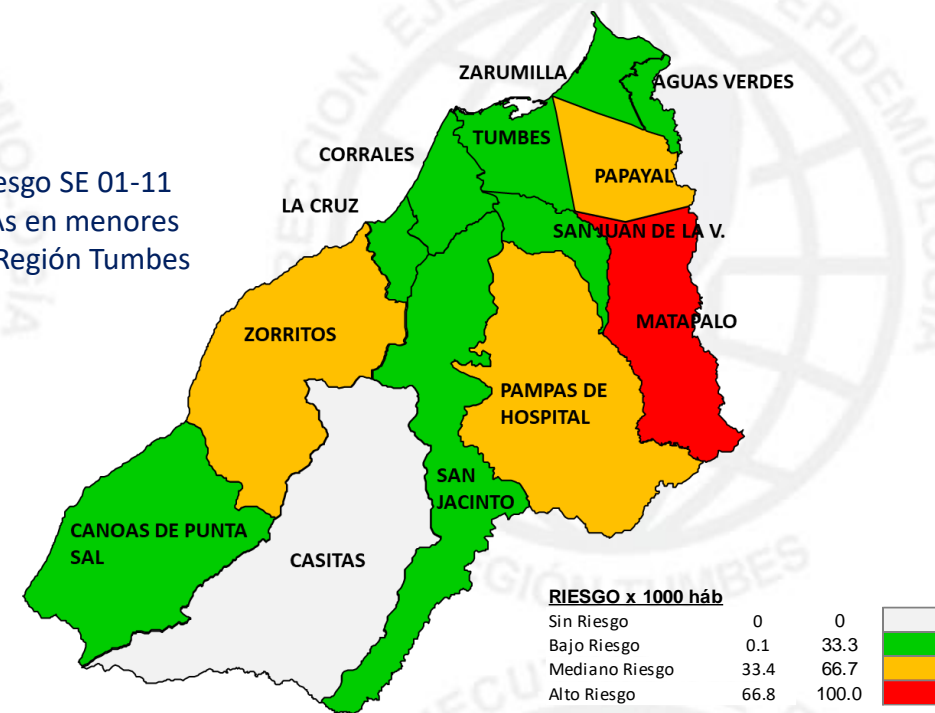 ZARUMILLA
AGUAS VERDES
TUMBES
CORRALES
PAPAYAL
SE 01-11
LA CRUZ
en menores
SAN JUAN DE LA V.
Región Tumbes
MATAPALO
ZORRITOS
PAMPAS DE
HOSPITAL
SAN
JACINTO
CANOAS DE PUNTA
SAL
CASITAS
RIESGO x 1000 háb
Sin Riesgo 0 0
Bajo Riesgo 0.1 33.3
Mediano Riesgo 33.4 66.7
Alto Riesgo 66.8 100.0